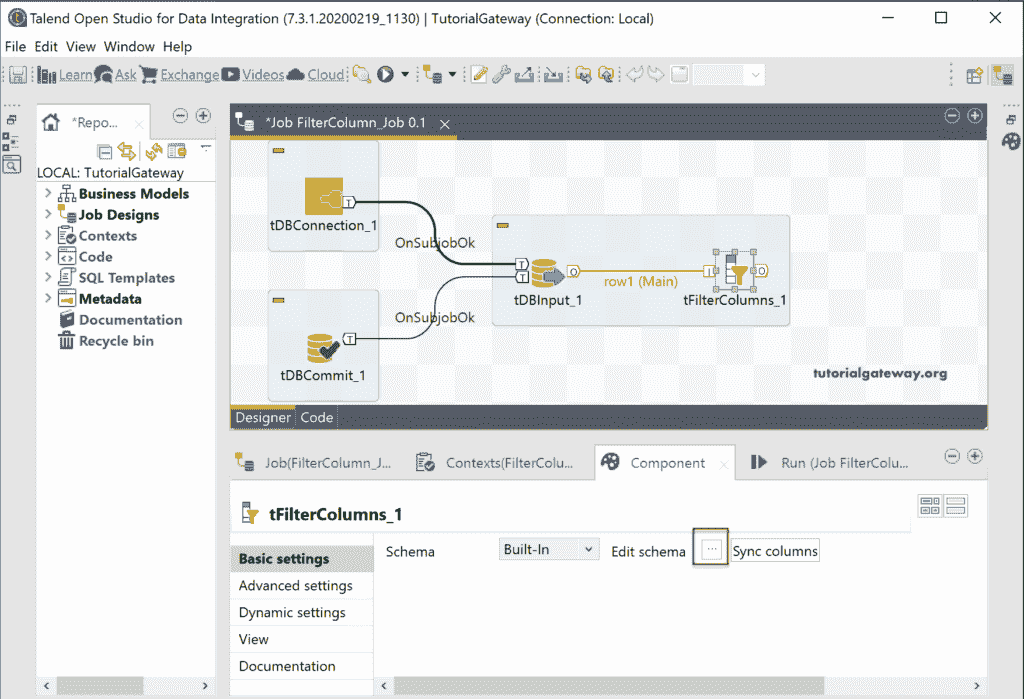 Talend Open Studio for Data Integration (7.3.1.20200219_1130) | TutorialGateway (Connection: Local)
File Edit View Window Help
Learn Ask Exchange Videos Cloud
*Repo...
LOCAL: TutorialGateway
Business Models
Job Designs
Contexts
Code
SQL Templates
Metadata
Documentation
Recycle bin
*Job FilterColumn_Job 0.1
T
tDBConnection_1
OnSubjobOk
T
T
O
tDBInput_1
row1 (Main)
I
O
tFilterColumns_1
OnSubjobOk
T
tDBCommit_1
tutorialgateway.org
Designer Code
Job(FilterColumn_J... Contexts(FilterColu... Component Run (Job FilterColu...
tFilterColumns_1
Basic settings
Advanced settings
Dynamic settings
View
Documentation
Schema Built-In Edit schema ... Sync columns